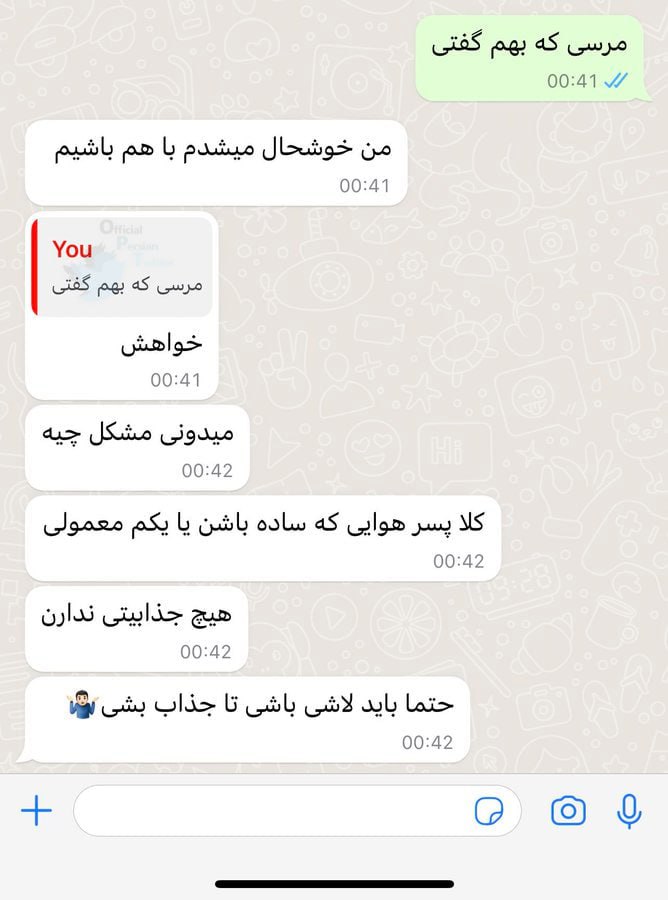 مرسی که بهم گفتی
00:41
من خوشحال میشدم با هم باشیم
00:41
Official
Persian
Twitter
You
مرسی که بهم گفتی
خواهش
00:41
میدونی مشکل چیه
00:42
کلا پسر هوایی که ساده باشن یا یکم معمولی
00:42
هیچ جذابیتی ندارن
00:42
حتما باید لاشی باشی تا جذاب بشی🤷🏻‍♂️
00:42
Hi